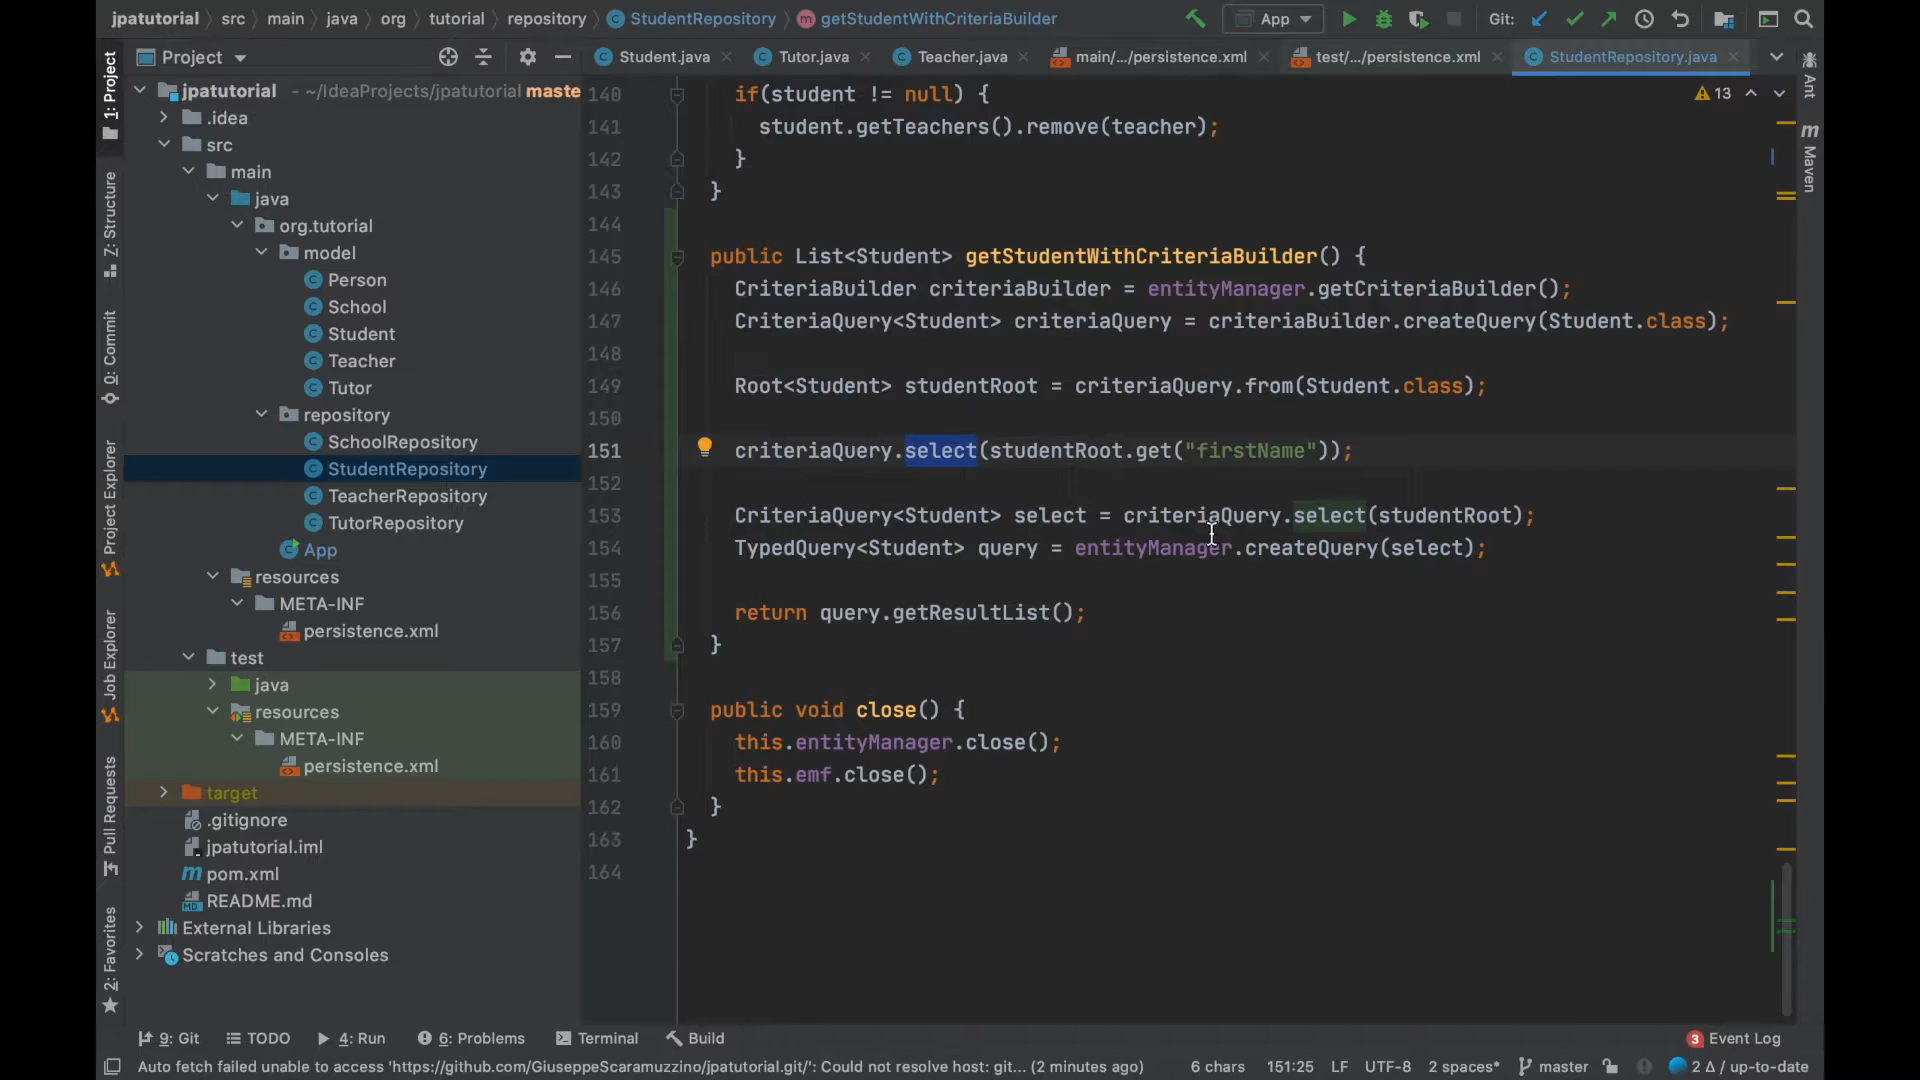 jpatutorial src main java org tutorial repository StudentRepository getStudentWithCriteriaBuilder App Git:
Project Student.java Tutor.java Teacher.java main/.../persistence.xml test/.../persistence.xml StudentRepository.java
1: Project
Z: Structure
0: Commit
Project Explorer
Job Explorer
Pull Requests
2: Favorites
jpatutorial - ~/IdeaProjects/jpatutorial maste
.idea
src
main
java
org.tutorial
model
Person
School
Student
Teacher
Tutor
repository
SchoolRepository
StudentRepository
TeacherRepository
TutorRepository
App
resources
META-INF
persistence.xml
test
java
resources
META-INF
persistence.xml
target
.gitignore
jpatutorial.iml
pom.xml
README.md
External Libraries
Scratches and Consoles
140 if(student != null) {
141 student.getTeachers().remove(teacher);
142 }
143 }
144
145 public List<Student> getStudentWithCriteriaBuilder() {
146 CriteriaBuilder criteriaBuilder = entityManager.getCriteriaBuilder();
147 CriteriaQuery<Student> criteriaQuery = criteriaBuilder.createQuery(Student.class);
148
149 Root<Student> studentRoot = criteriaQuery.from(Student.class);
150
151 criteriaQuery.select(studentRoot.get("firstName"));
152
153 CriteriaQuery<Student> select = criteriaQuery.select(studentRoot);
154 TypedQuery<Student> query = entityManager.createQuery(select);
155
156 return query.getResultList();
157 }
158
159 public void close() {
160 this.entityManager.close();
161 this.emf.close();
162 }
163 }
164
13
Ant
Maven
9: Git TODO 4: Run 6: Problems Terminal Build 3 Event Log
Auto fetch failed unable to access 'https://github.com/GiuseppeScaramuzzino/jpatutorial.git/': Could not resolve host: git... (2 minutes ago) 6 chars 151:25 LF UTF-8 2 spaces* master 2 Δ / up-to-date